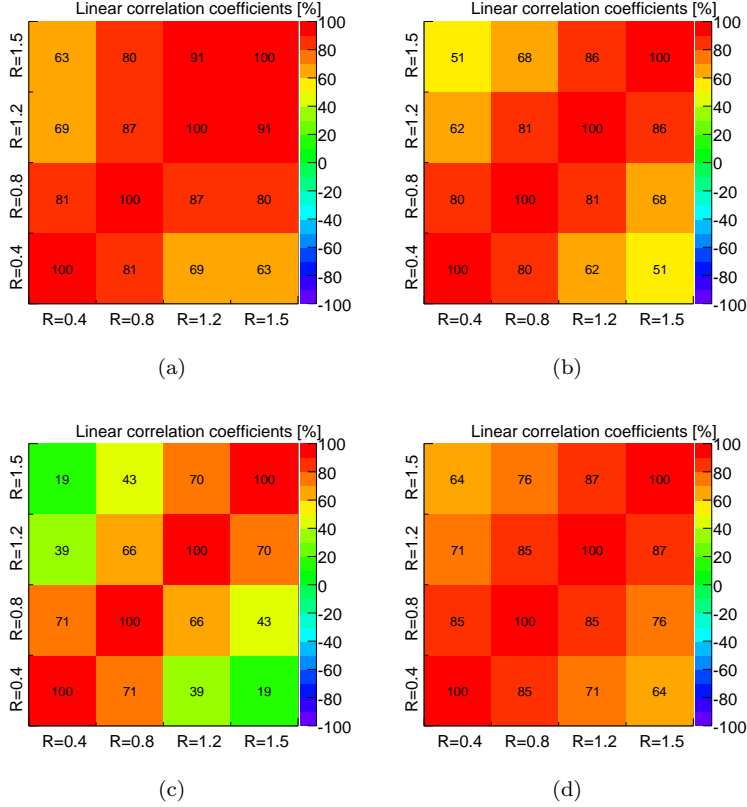 Linear correlation coefficients [%]
R=1.5 63 80 91 100
R=1.2 69 87 100 91
R=0.8 81 100 87 80
R=0.4 100 81 69 63
R=0.4 R=0.8 R=1.2 R=1.5
100
80
60
40
20
0
-20
-40
-60
-80
-100
(a)
Linear correlation coefficients [%]
R=1.5 51 68 86 100
R=1.2 62 81 100 86
R=0.8 80 100 81 68
R=0.4 100 80 62 51
R=0.4 R=0.8 R=1.2 R=1.5
100
80
60
40
20
0
-20
-40
-60
-80
-100
(b)
Linear correlation coefficients [%]
R=1.5 19 43 70 100
R=1.2 39 66 100 70
R=0.8 71 100 66 43
R=0.4 100 71 39 19
R=0.4 R=0.8 R=1.2 R=1.5
100
80
60
40
20
0
-20
-40
-60
-80
-100
(c)
Linear correlation coefficients [%]
R=1.5 64 76 87 100
R=1.2 71 85 100 87
R=0.8 85 100 85 76
R=0.4 100 85 71 64
R=0.4 R=0.8 R=1.2 R=1.5
100
80
60
40
20
0
-20
-40
-60
-80
-100
(d)